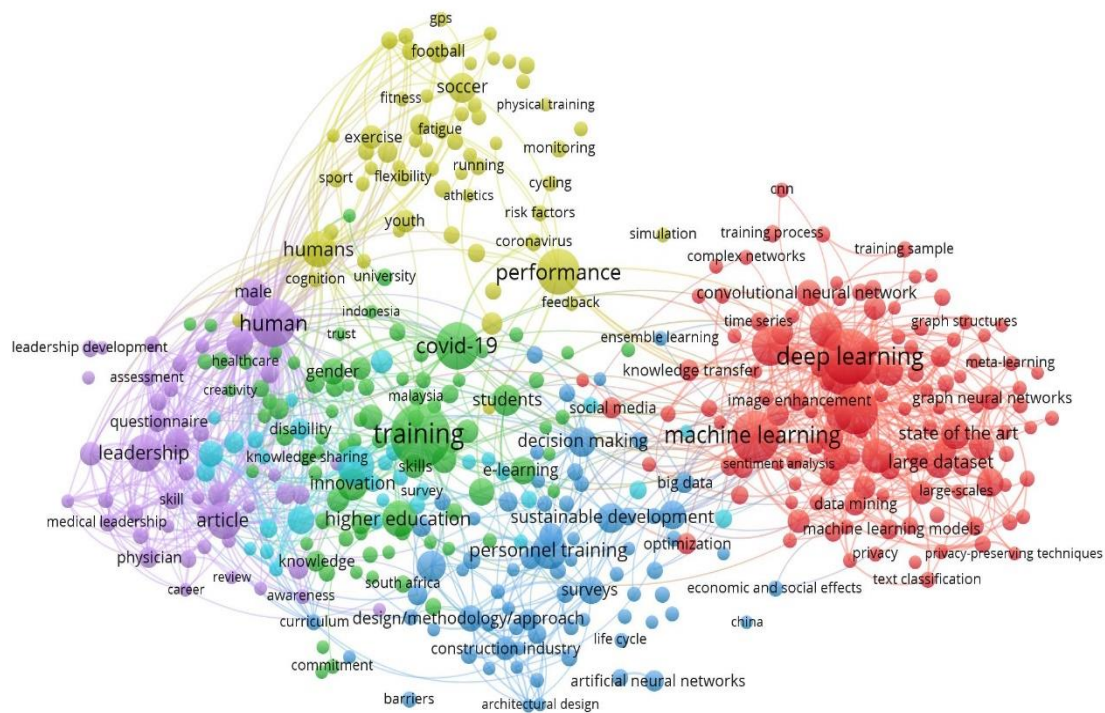 gps
football
soccer
fitness
physical training
exercise
fatigue
monitoring
running
sport
flexibility
cycling
athletics
cnn
risk factors
youth
training process
simulation
training sample
humans
coronavirus
complex networks
cognition
university
performance
male
convolutional neural network
feedback
indonesia
human
time series
graph structures
trust
ensemble learning
leadership development
covid-19
deep learning
healthcare
meta-learning
assessment
gender
knowledge transfer
creativity
malaysia
students
image enhancement
graph neural networks
social media
questionnaire
disability
training
decision making
machine learning
state of the art
leadership
knowledge sharing
skills
e-learning
sentiment analysis
large dataset
innovation
survey
big data
skill
large-scales
data mining
medical leadership
article
higher education
sustainable development
machine learning models
optimization
personnel training
physician
knowledge
privacy
privacy-preserving techniques
review
south africa
text classification
career
awareness
surveys
economic and social effects
curriculum
design/methodology/approach
china
life cycle
construction industry
commitment
artificial neural networks
barriers
architectural design